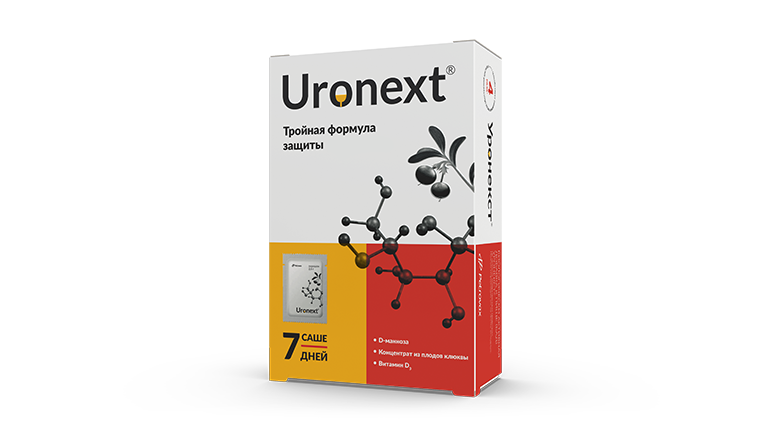 Uronext®
Тройная формула
защиты
Uronext®
7 САШЕ
ДНЕЙ
• D-манноза
• Концентрат из плодов клюквы
• Витамин D₃
УРОНЕКСТ